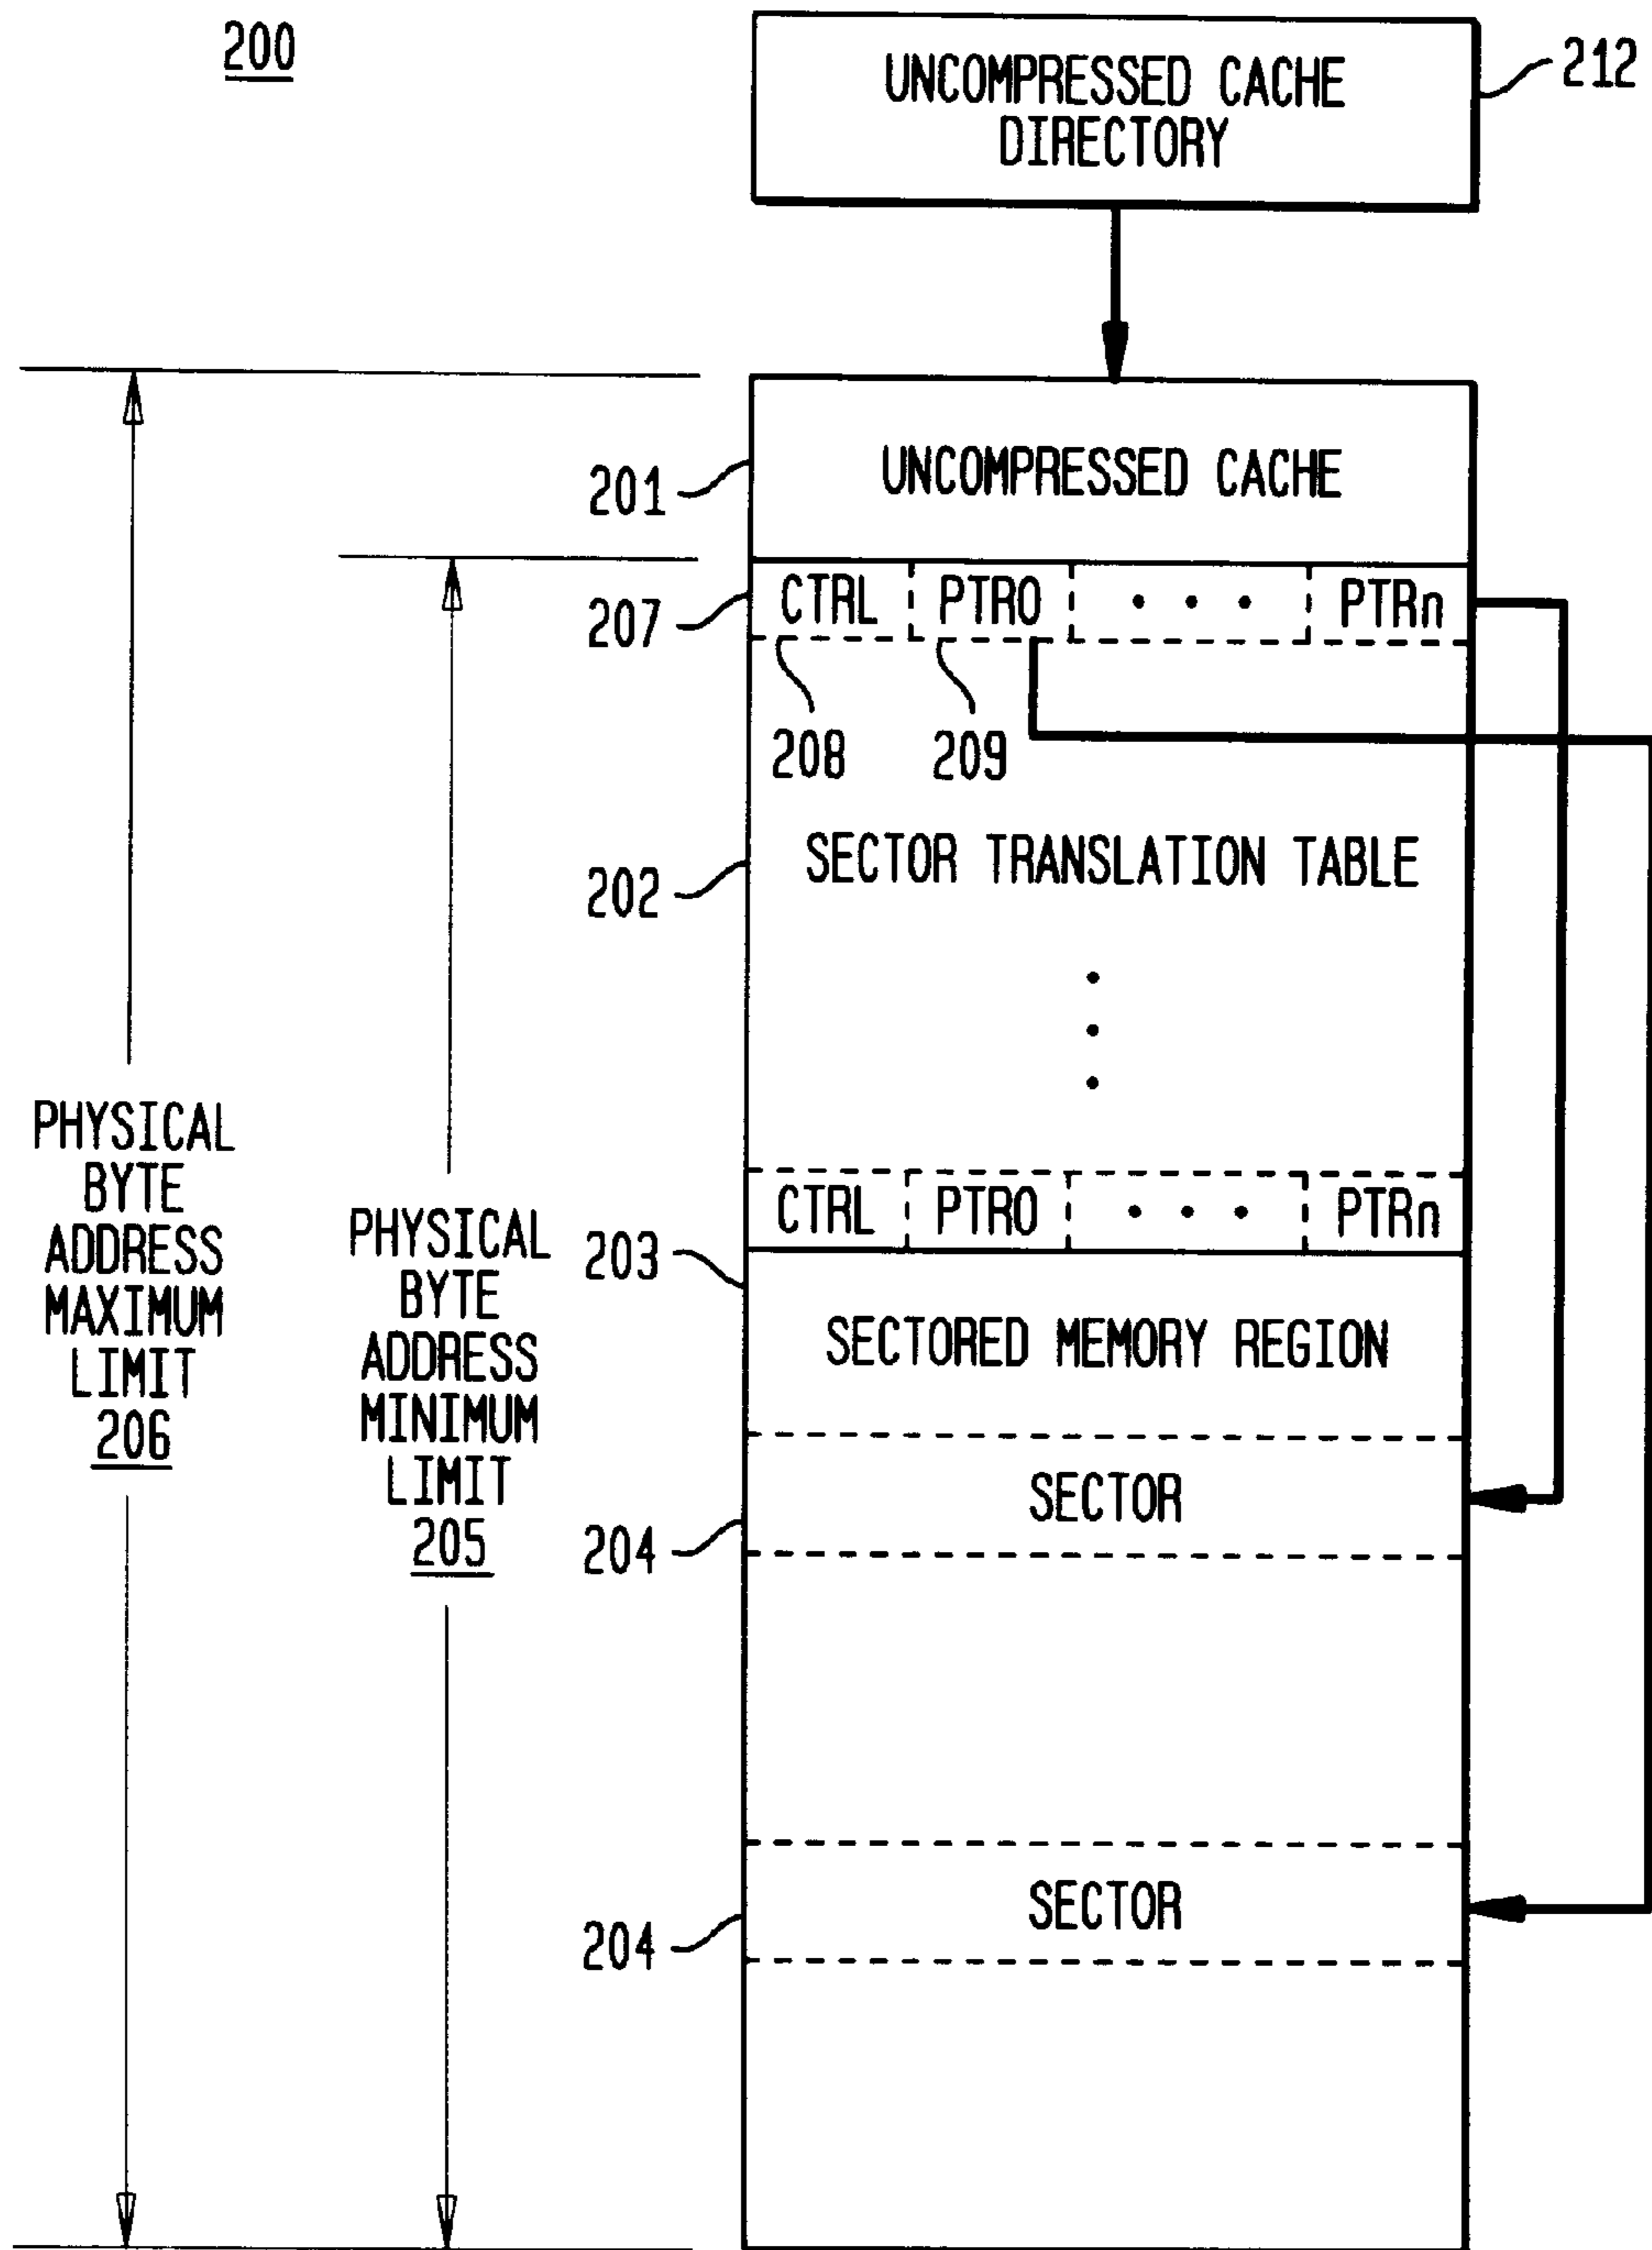 200
UNCOMPRESSED CACHE
DIRECTORY
212
UNCOMPRESSED CACHE
201
CTRL PTR0 • • • PTRn
207
208
209
SECTOR TRANSLATION TABLE
202
•
•
•
CTRL PTR0 • • • PTRn
203
SECTORED MEMORY REGION
SECTOR
204
SECTOR
204
PHYSICAL
BYTE
ADDRESS
MAXIMUM
LIMIT
206
PHYSICAL
BYTE
ADDRESS
MINIMUM
LIMIT
205